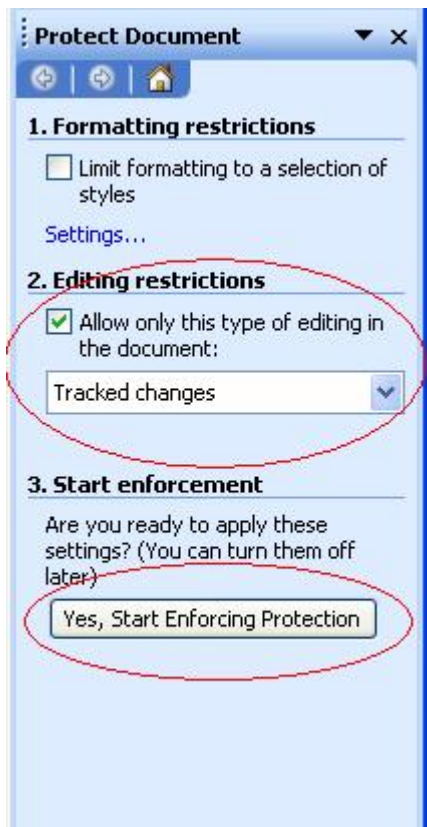 Protect Document
1. Formatting restrictions
Limit formatting to a selection of
styles
Settings...
2. Editing restrictions
Allow only this type of editing in
the document:
Tracked changes
3. Start enforcement
Are you ready to apply these
settings? (You can turn them off
later)
Yes, Start Enforcing Protection